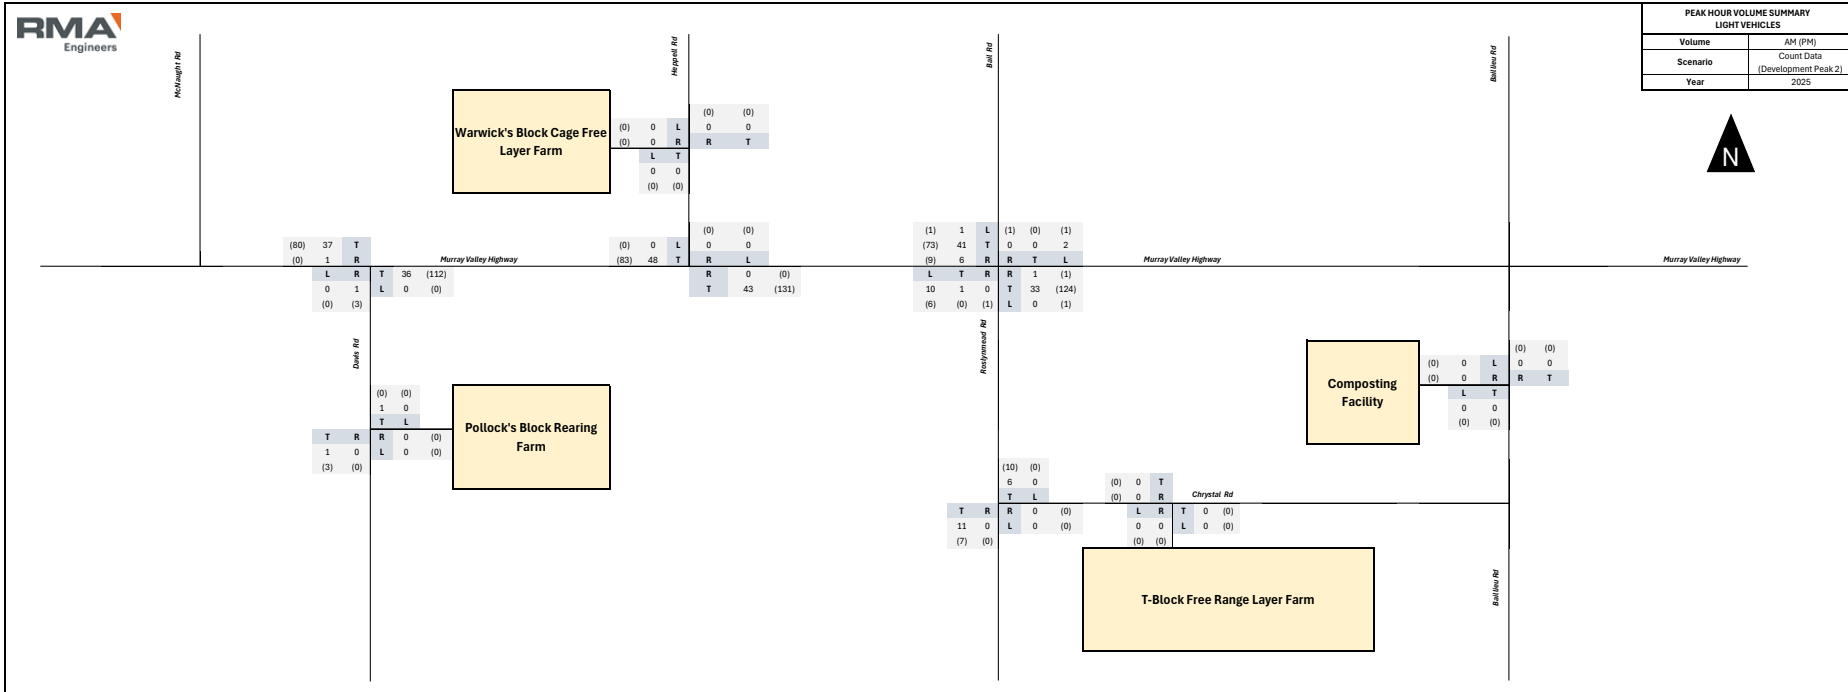 RMA
Engineers
PEAK HOUR VOLUME SUMMARY
LIGHT VEHICLES
Volume AM (PM)
Scenario Count Data
(Development Peak 2)
Year 2025
McNaught Rd
Heppell Rd
Ball Rd
Baillieu Rd
N
Warwick's Block Cage Free
Layer Farm
(0) (0)
(0) 0 L 0 0
(0) 0 R R T
L T
0 0
(0) (0)
(80) 37 T
(0) 1 R
Murray Valley Highway
L R T 36 (112)
0 1 L 0 (0)
(0) (3)
(0) (0)
(0) 0 L 0 0
(83) 48 T R L
R 0 (0)
T 43 (131)
(1) 1 L (1) (0) (1)
(73) 41 T 0 0 2
(9) 6 R R T L
L T R R 1 (1)
10 1 0 T 33 (124)
(6) (0) (1) L 0 (1)
Murray Valley Highway
Murray Valley Highway
Davis Rd
Roslynmead Rd
(0) (0)
1 0
T L
T R R 0 (0)
1 0 L 0 (0)
(3) (0)
Pollock's Block Rearing
Farm
Composting
Facility
(0) (0)
(0) 0 L 0 0
(0) 0 R R T
L T
0 0
(0) (0)
(10) (0)
6 0
T L
T R R 0 (0)
11 0 L 0 (0)
(7) (0)
(0) 0 T
(0) 0 R
Chrystal Rd
L R T 0 (0)
0 0 L 0 (0)
(0) (0)
T-Block Free Range Layer Farm
Baillieu Rd